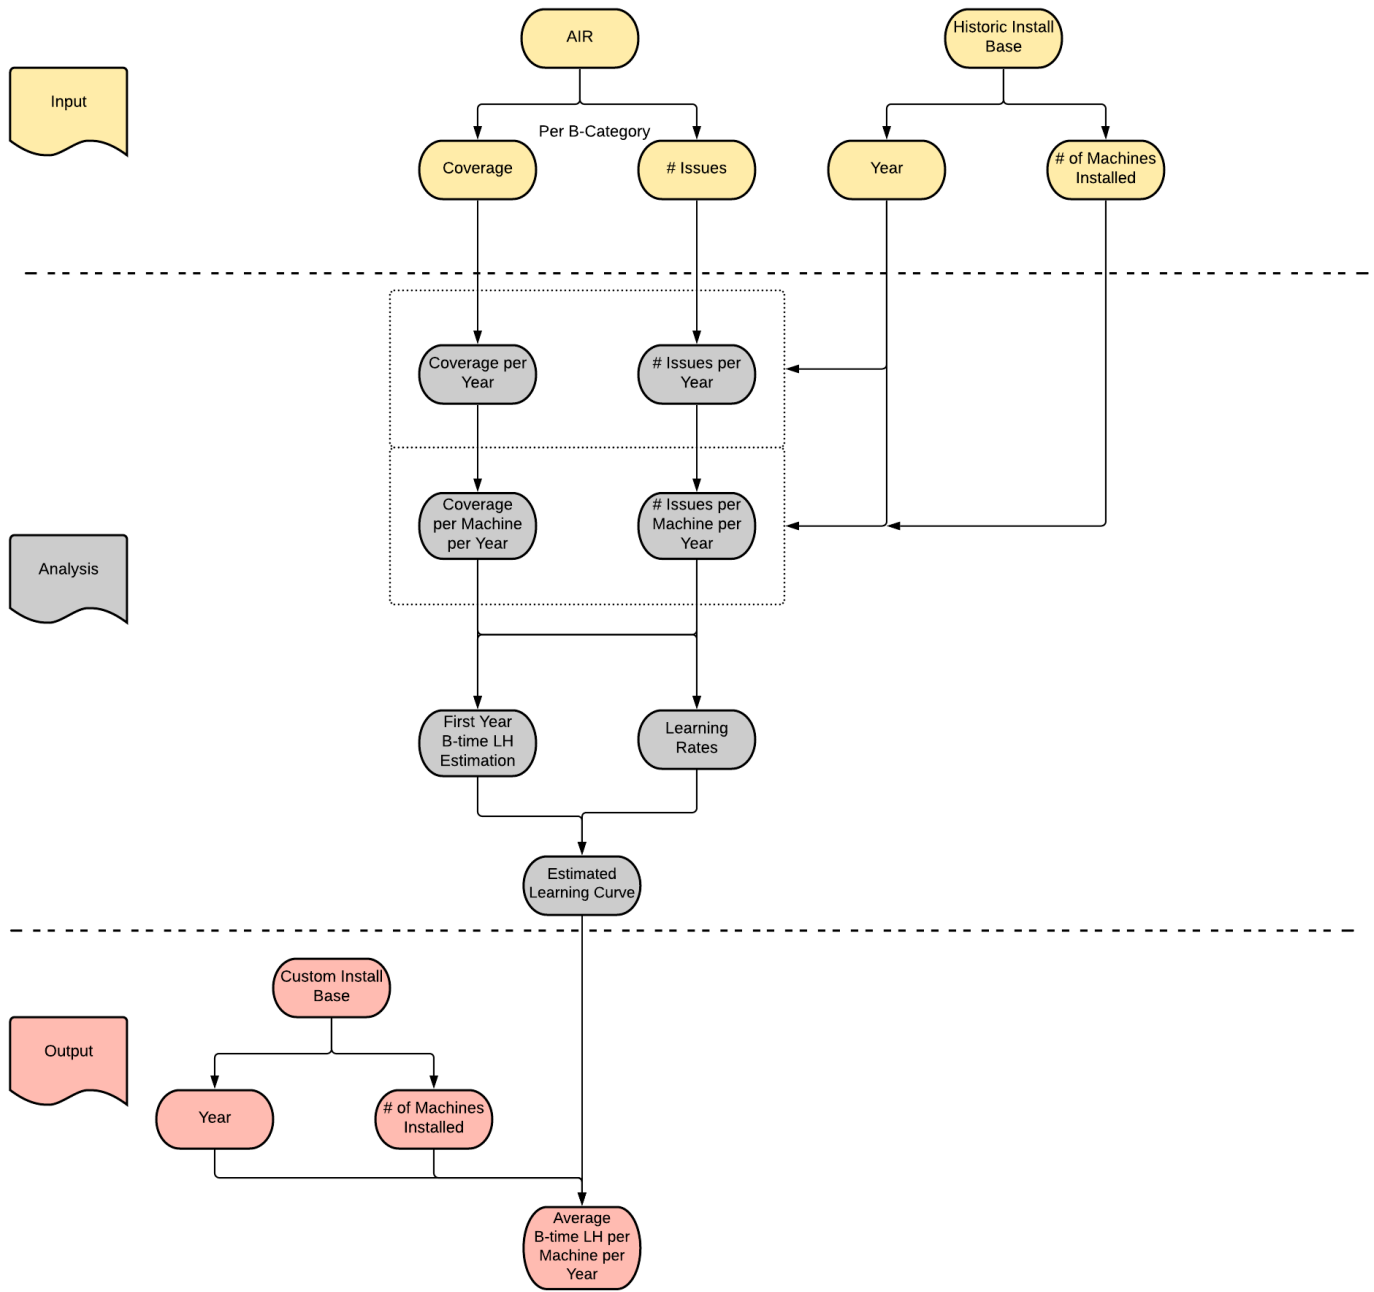 AIR
Historic Install
Base
Input
Per B-Category
Coverage
# Issues
Year
# of Machines
Installed
Coverage per
Year
# Issues per
Year
Coverage
per Machine
per Year
# Issues per
Machine per
Year
Analysis
First Year
B-time LH
Estimation
Learning
Rates
Estimated
Learning Curve
Custom Install
Base
Output
Year
# of Machines
Installed
Average
B-time LH per
Machine per
Year